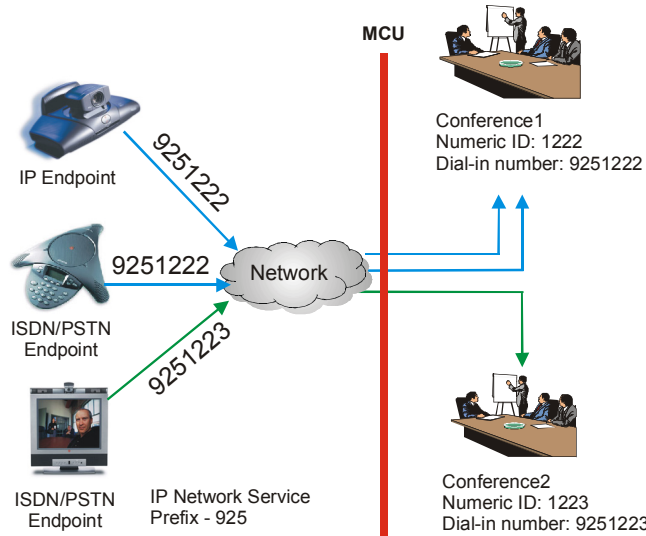 MCU
IP Endpoint
9251222
Conference1
Numeric ID: 1222
Dial-in number: 9251222
9251222
Network
ISDN/PSTN
Endpoint
9251223
ISDN/PSTN
Endpoint
IP Network Service
Prefix - 925
Conference2
Numeric ID: 1223
Dial-in number: 9251223